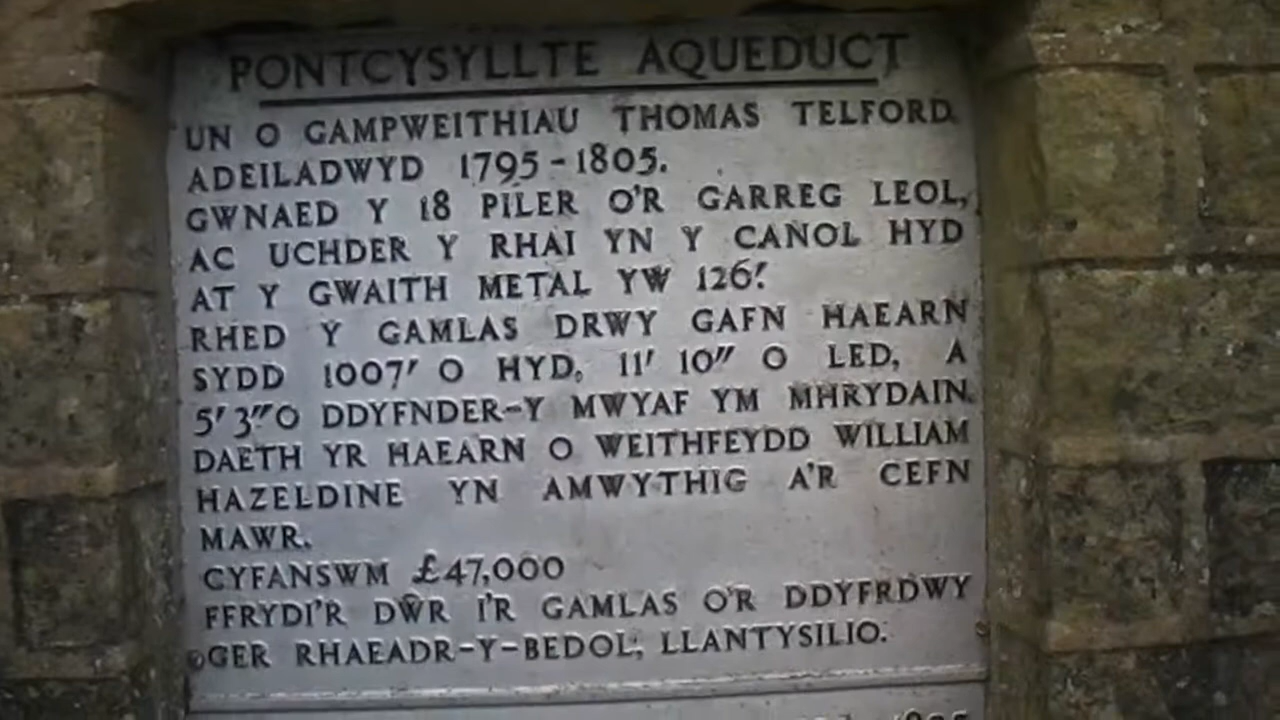 PONTCYSYLLTE AQUEDUCT
UN O GAMPWEITHIAU THOMAS TELFORD.
ADEILADWYD 1795-1805.
GWNAED Y 18 PILER O'R GARREG LEOL,
AC UCHDER Y RHAI YN Y CANOL HYD
AT Y GWAITH METAL YW 126'.
RHED Y GAMLAS DRWY GAFN HAEARN
SYDD 1007' O HYD, 11' 10" O LED, A
5' 3" O DDYFNDER-Y MWYAF YM MHRYDAIN.
DAETH YR HAEARN O WEITHFEYDD WILLIAM
HAZELDINE YN AMWYTHIG A'R CEFN
MAWR.
CYFANSWM £47,000
FFRYDI'R DŴR I'R GAMLAS O'R DDYFRDWY
GER RHAEADR-Y-BEDOL, LLANTYSILIO.